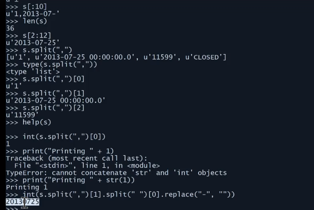 >>> s[:10]
u'1,2013-07-'
>>> len(s)
36
>>> s[2:12]
u'2013-07-25'
>>> s.split(",")
[u'1', u'2013-07-25 00:00:00.0', u'11599', u'CLOSED']
>>> type(s.split(","))
<type 'list'>
>>> s.split(",")[0]
u'1'
>>> s.split(",")[1]
u'2013-07-25 00:00:00.0'
>>> s.split(",")[2]
u'11599'
>>> help(s)

>>> int(s.split(",")[0])
1
>>> print("Printing " + 1)
Traceback (most recent call last):
  File "<stdin>", line 1, in <module>
TypeError: cannot concatenate 'str' and 'int' objects
>>> print("Printing " + str(1))
Printing 1
>>> int(s.split(",")[1].split(" ")[0].replace("-", ""))
20130725
>>>